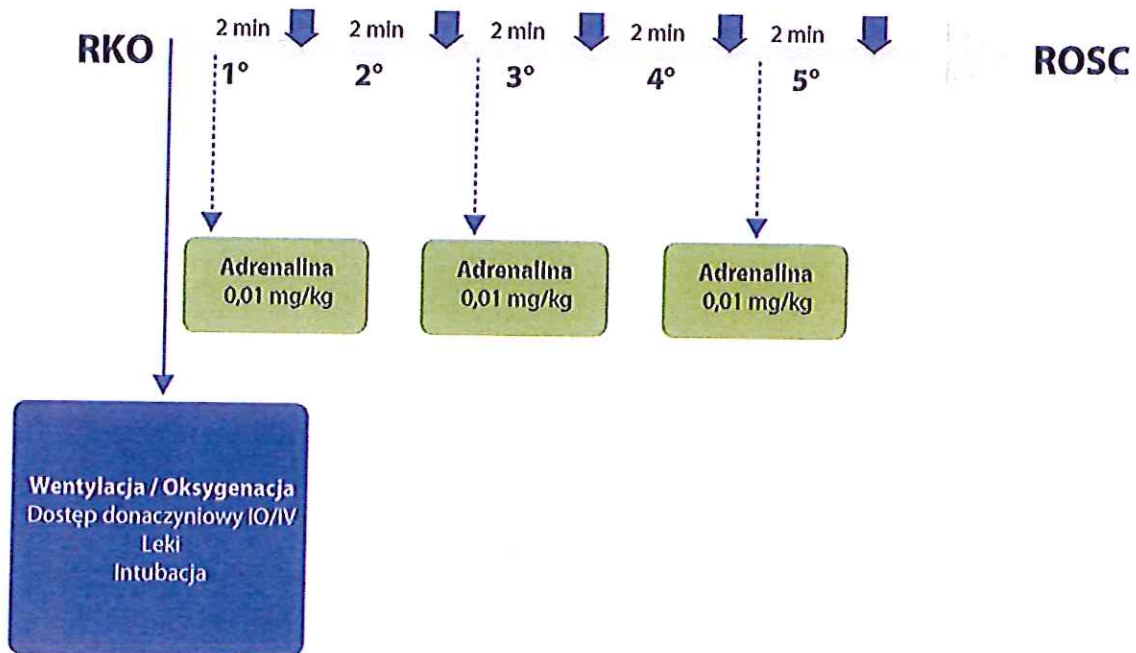 RKO
2 min
2 min
2 min
2 min
2 min
ROSC
1°
2°
3°
4°
5°
Adrenalina
0,01 mg/kg
Adrenalina
0,01 mg/kg
Adrenalina
0,01 mg/kg
Wentylacja / Oksygenacja
Dostęp donaczyniowy IO/IV
Leki
Intubacja